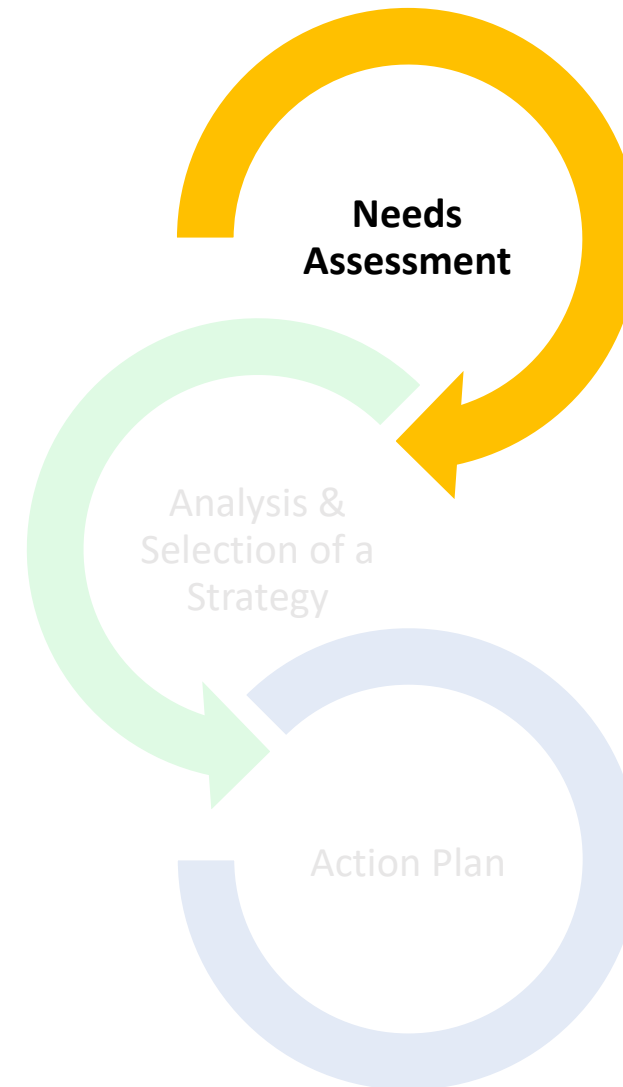 Needs
Assessment
Analysis &
Selection of a
Strategy
Action Plan